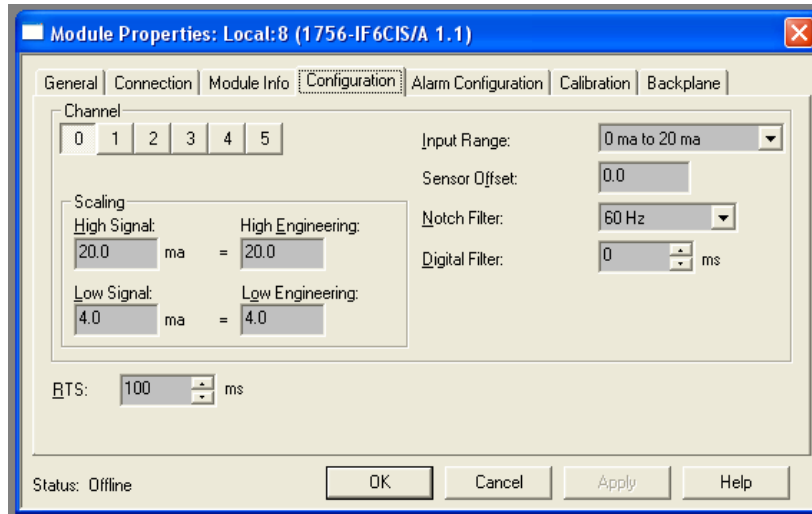 Module Properties: Local:8 (1756-IF6CIS/A 1.1)
General Connection Module Info Configuration Alarm Configuration Calibration Backplane
Channel
0 1 2 3 4 5
Input Range: 0 ma to 20 ma
Sensor Offset: 0.0
Notch Filter: 60 Hz
Digital Filter: 0 ms
Scaling
High Signal: High Engineering:
20.0 ma = 20.0
Low Signal: Low Engineering:
4.0 ma = 4.0
RTS: 100 ms
Status: Offline OK Cancel Apply Help